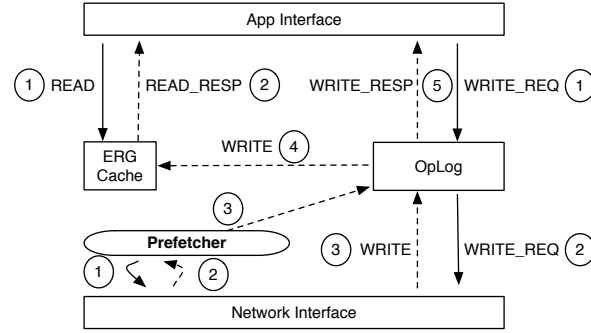 App Interface
1 READ
READ_RESP 2
WRITE_RESP 5
WRITE_REQ 1
WRITE 4
ERG
Cache
OpLog
3
Prefetcher
1
2
3 WRITE
WRITE_REQ 2
Network Interface